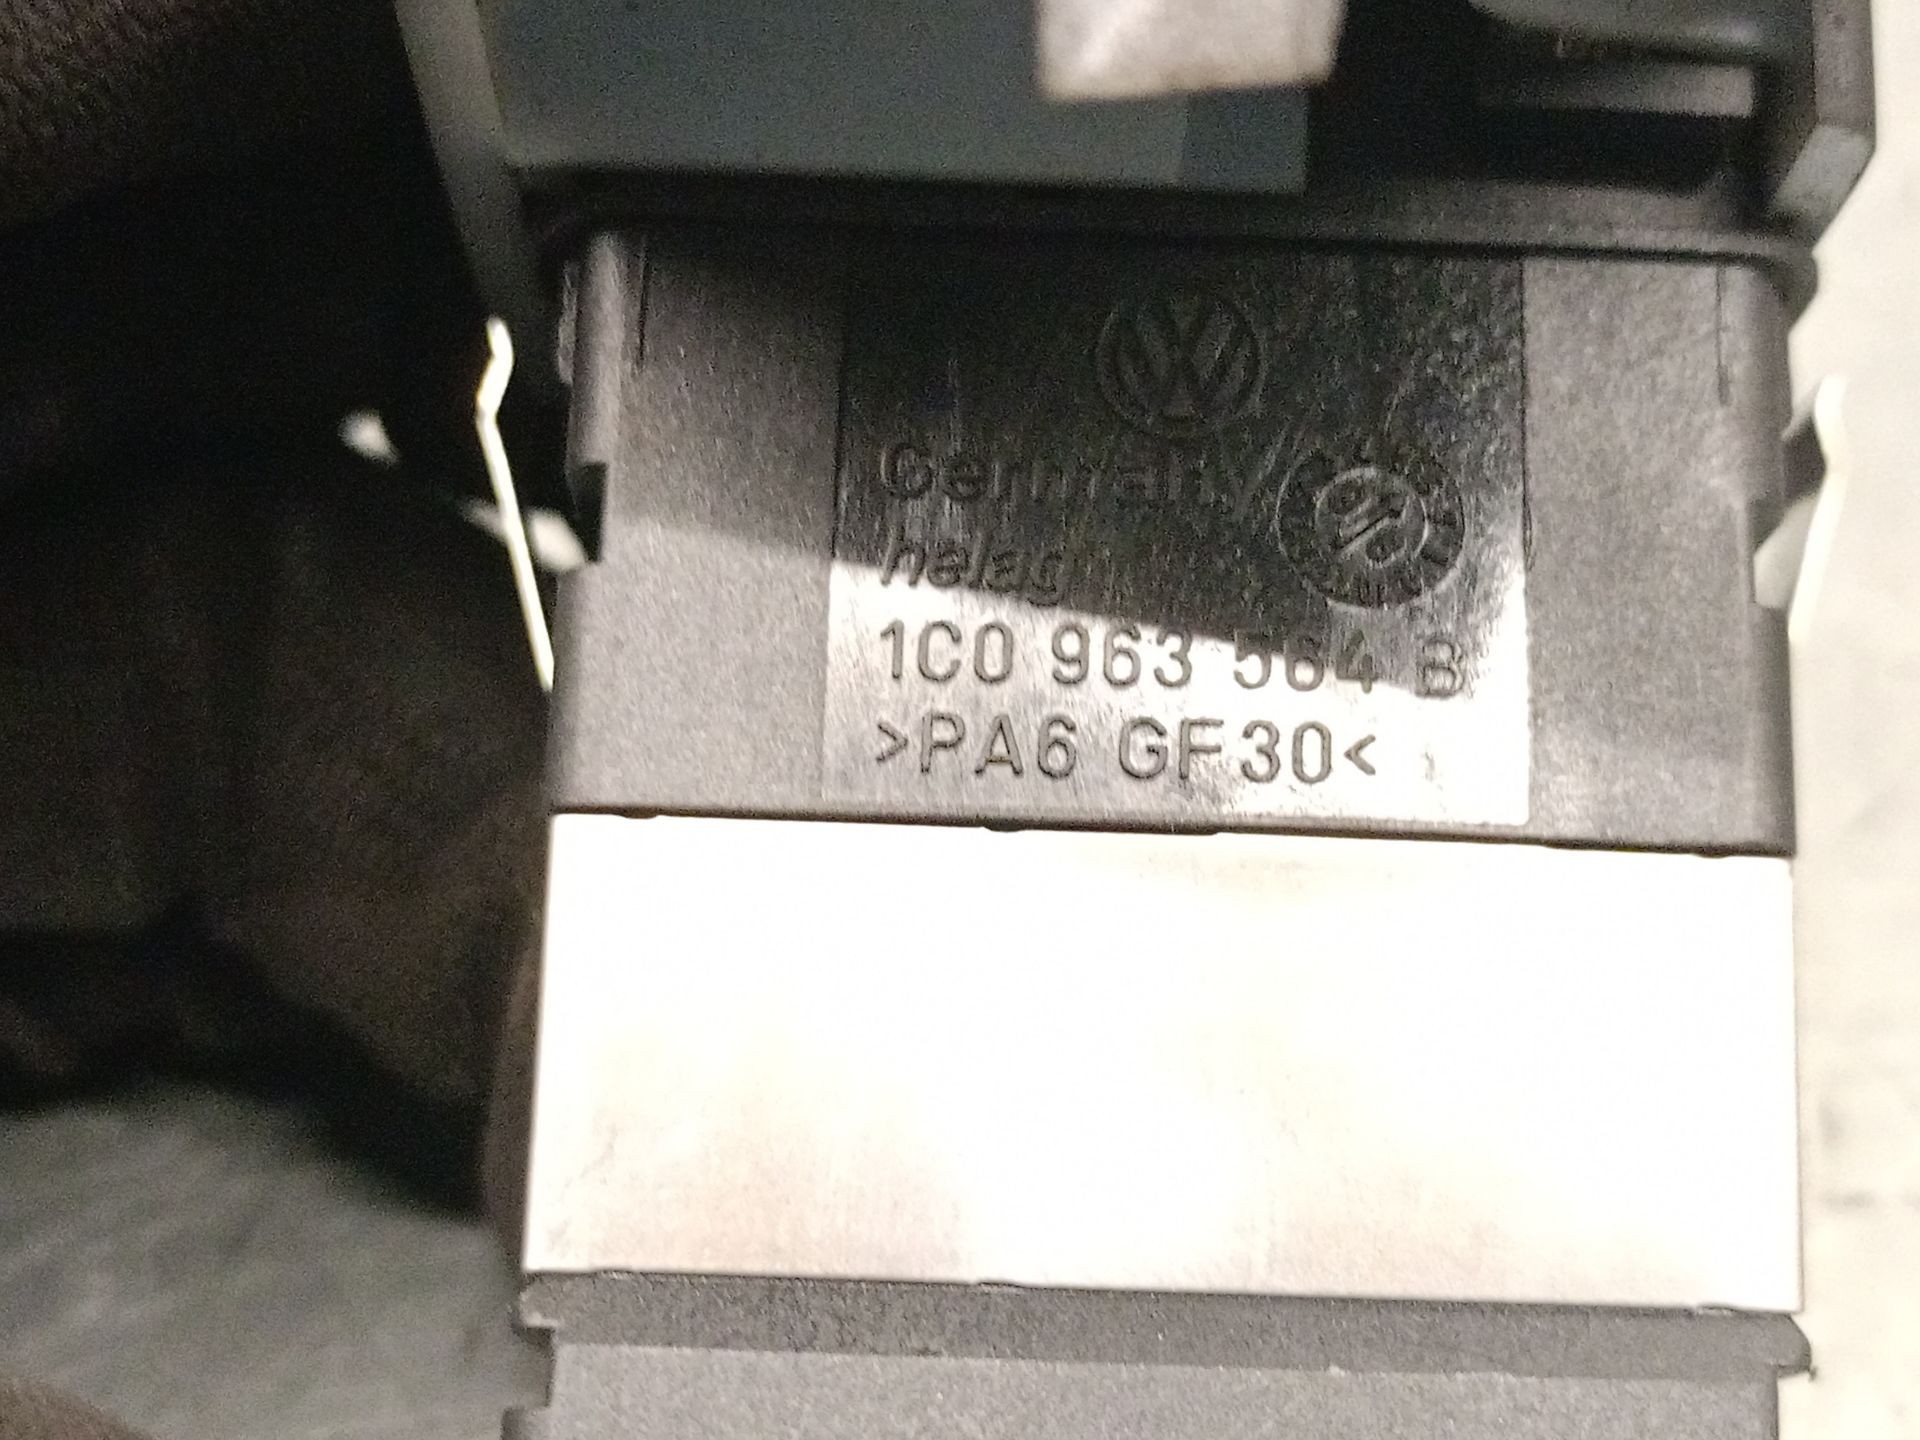 Germany
helag
1C0 963 564 B
>PA6 GF30<